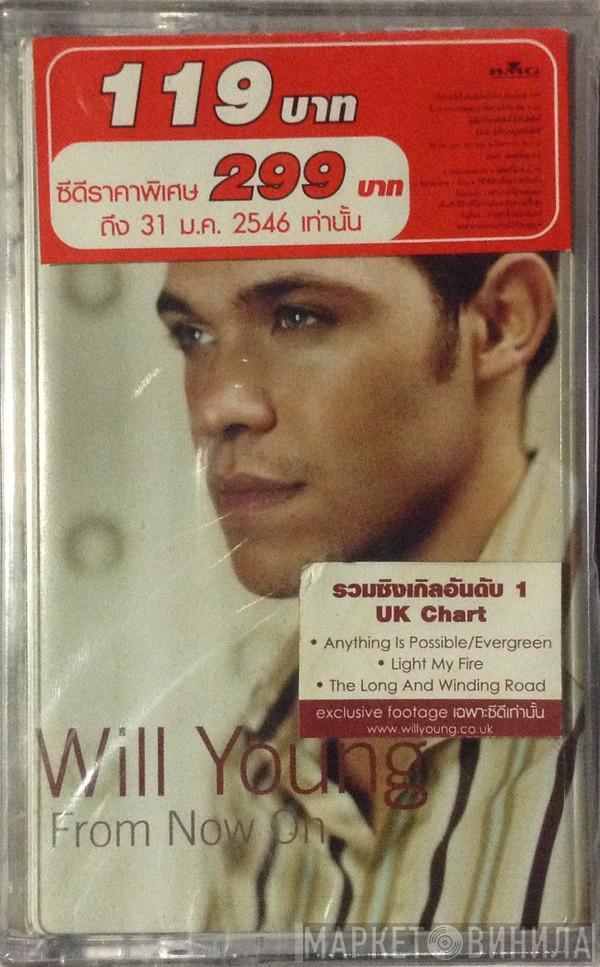 119 บาท
BMG
ซีดีราคาพิเศษ 299 บาท
ถึง 31 ม.ค. 2546 เท่านั้น
รวมซิงเกิลอันดับ 1
UK Chart
• Anything Is Possible/Evergreen
• Light My Fire
• The Long And Winding Road
exclusive footage เฉพาะซีดีเท่านั้น
www.willyoung.co.uk
Will Young
From Now On
МАРКЕТ ВИНИЛА